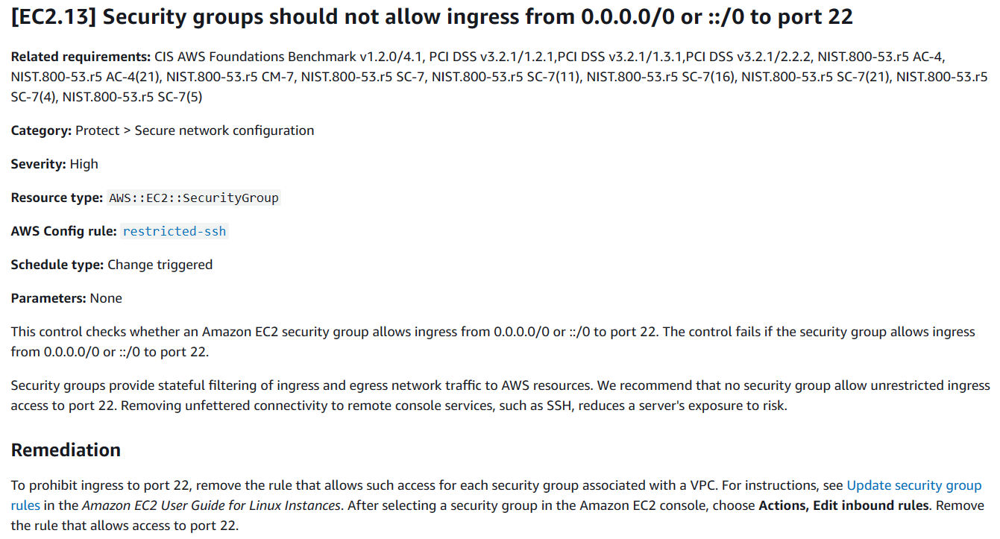 [EC2.13] Security groups should not allow ingress from 0.0.0.0/0 or ::/0 to port 22
Related requirements: CIS AWS Foundations Benchmark v1.2.0/4.1, PCI DSS v3.2.1/1.2.1,PCI DSS v3.2.1/1.3.1,PCI DSS v3.2.1/2.2.2, NIST.800-53.r5 AC-4,
NIST.800-53.r5 AC-4(21), NIST.800-53.r5 CM-7, NIST.800-53.r5 SC-7, NIST.800-53.r5 SC-7(11), NIST.800-53.r5 SC-7(16), NIST.800-53.r5 SC-7(21), NIST.800-53.r5
SC-7(4), NIST.800-53.r5 SC-7(5)
Category: Protect > Secure network configuration
Severity: High
Resource type: AWS::EC2::SecurityGroup
AWS Config rule: restricted-ssh
Schedule type: Change triggered
Parameters: None
This control checks whether an Amazon EC2 security group allows ingress from 0.0.0.0/0 or ::/0 to port 22. The control fails if the security group allows ingress
from 0.0.0.0/0 or ::/0 to port 22.
Security groups provide stateful filtering of ingress and egress network traffic to AWS resources. We recommend that no security group allow unrestricted ingress
access to port 22. Removing unfettered connectivity to remote console services, such as SSH, reduces a server's exposure to risk.
Remediation
To prohibit ingress to port 22, remove the rule that allows such access for each security group associated with a VPC. For instructions, see Update security group
rules in the Amazon EC2 User Guide for Linux Instances. After selecting a security group in the Amazon EC2 console, choose Actions, Edit inbound rules. Remove
the rule that allows access to port 22.